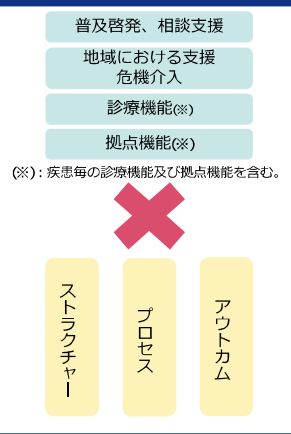 普及啓発、相談支援
地域における支援
危機介入
診療機能(※)
拠点機能(※)
(※)：疾患毎の診療機能及び拠点機能を含む。
ストラクチャー
プロセス
アウトカム